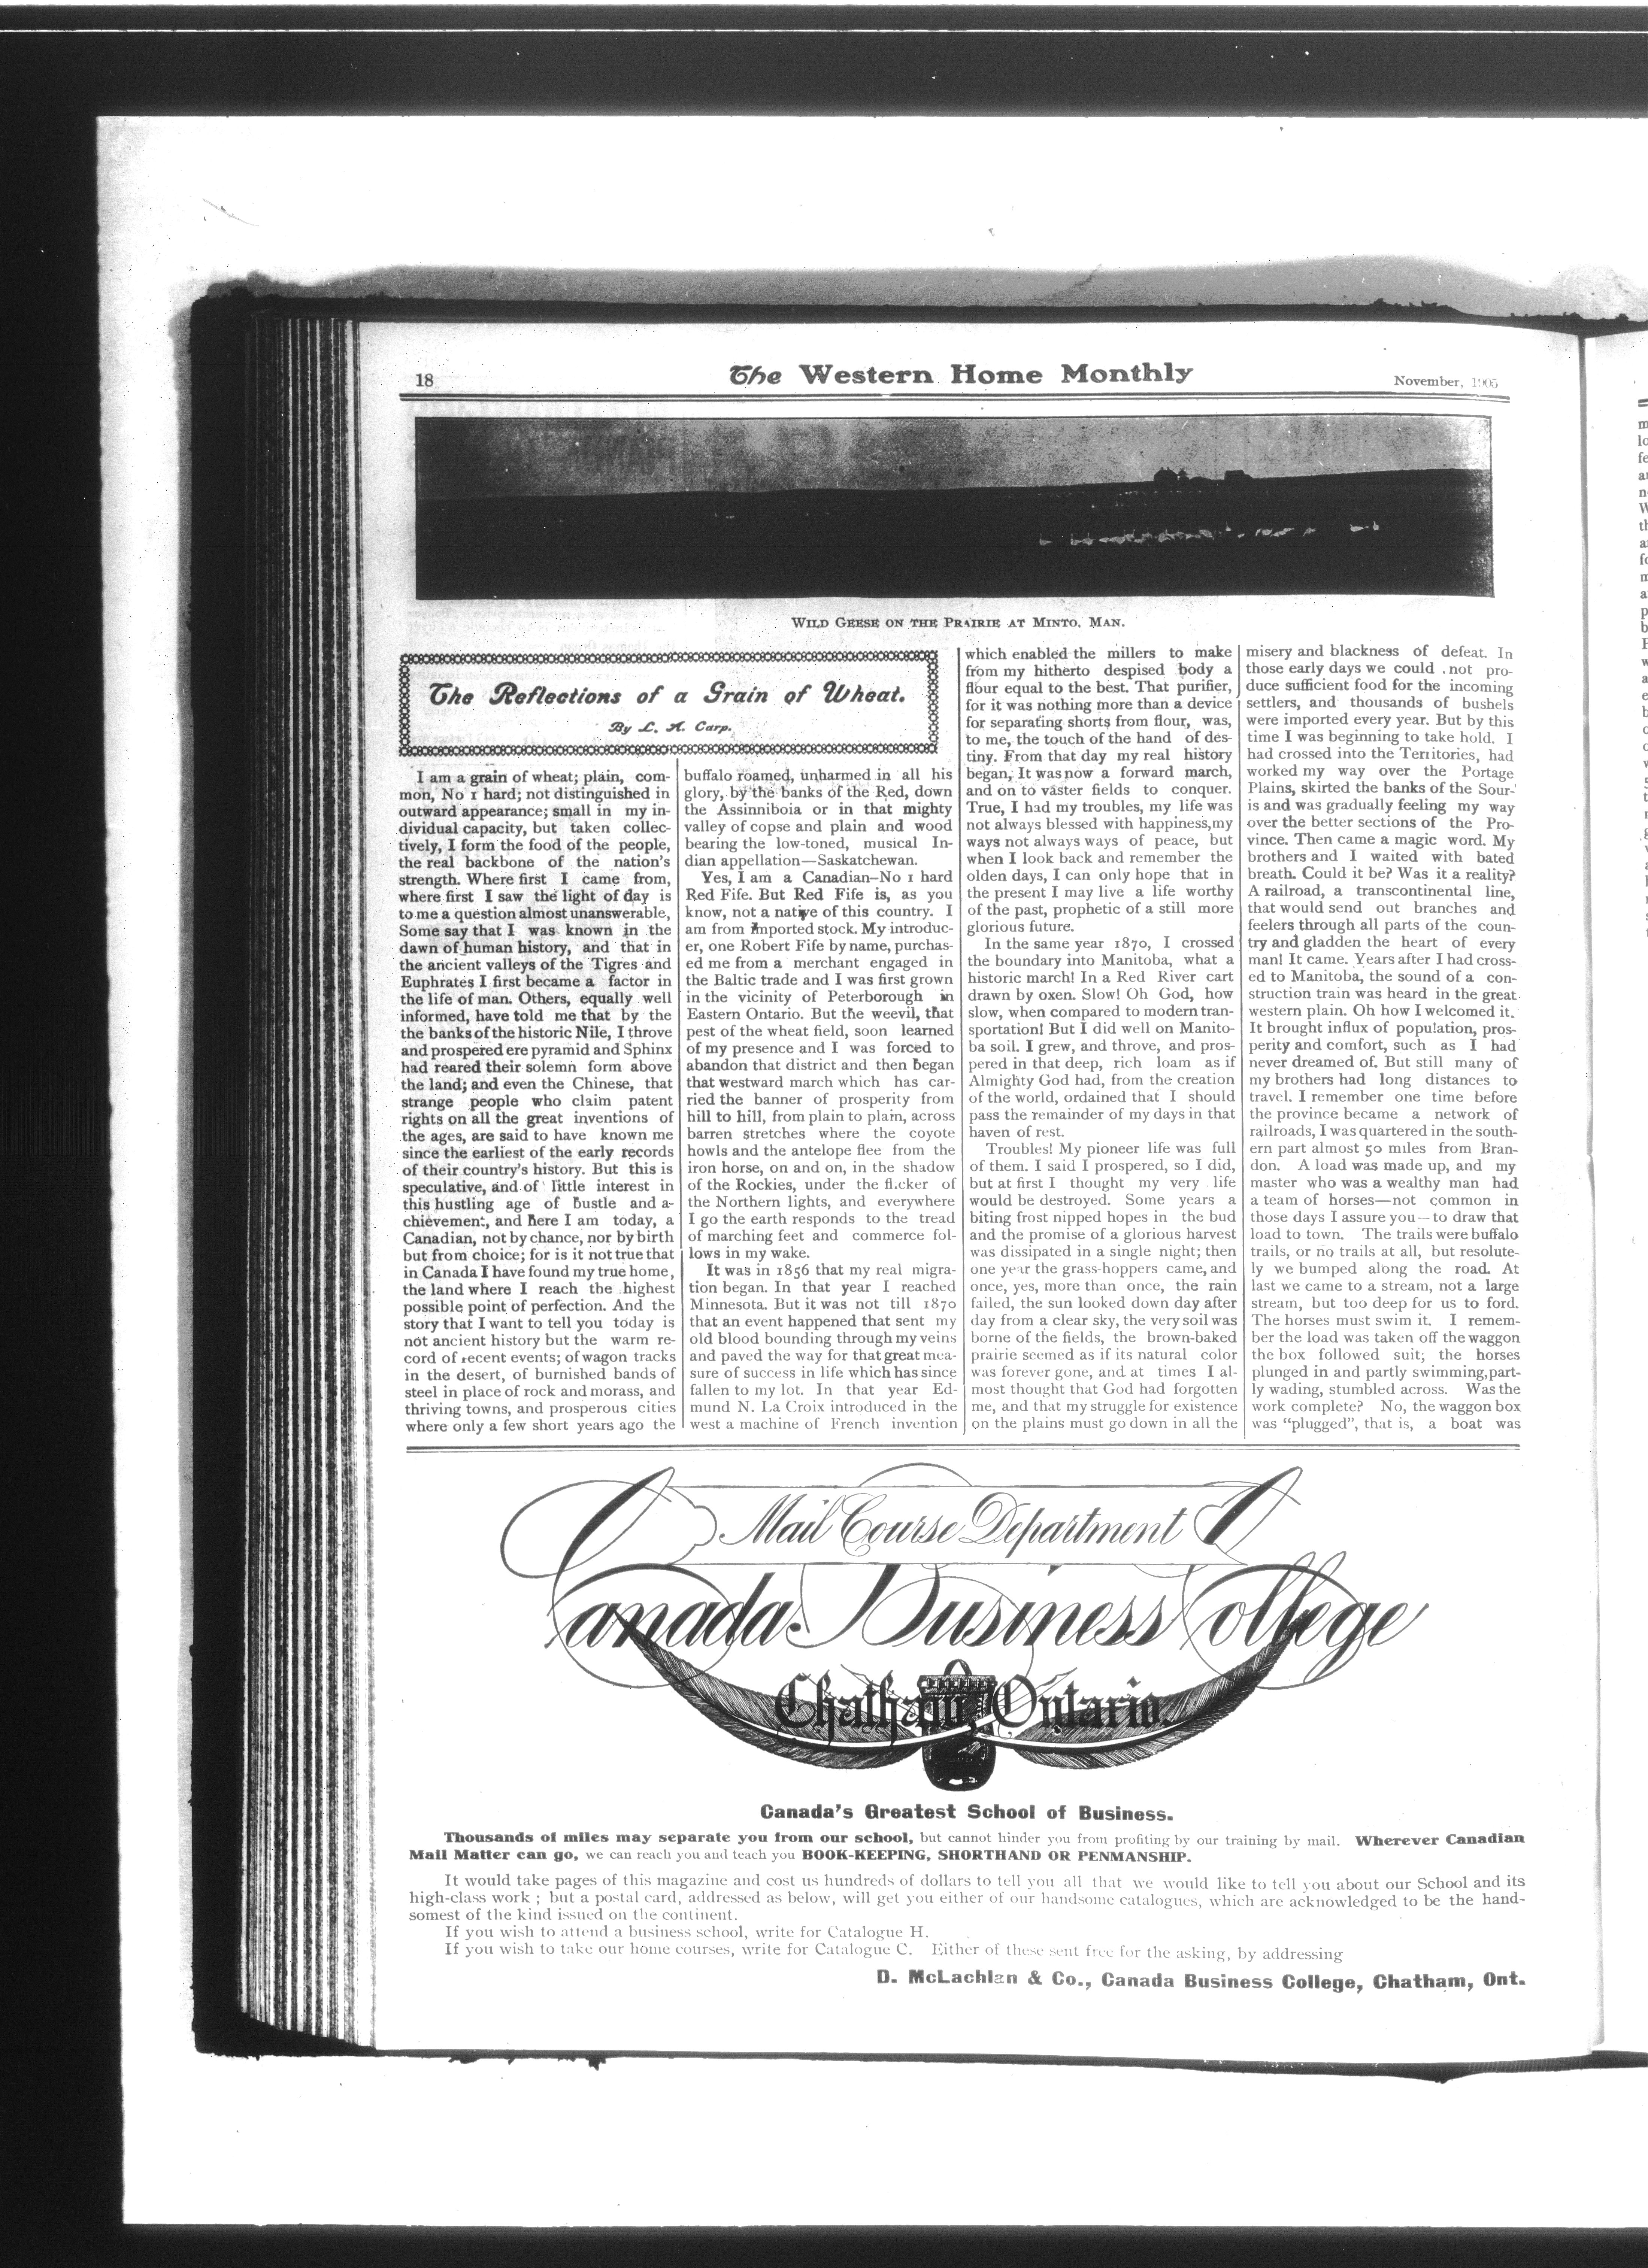 18
The Western Home Monthly
November, 1905
WILD GEESE ON THE PRAIRIE AT MINTO, MAN.
The Reflections of a Grain of Wheat.
By L. A. Carp.
I am a grain of wheat; plain, com-
mon, No 1 hard; not distinguished in
outward appearance; small in my in-
dividual capacity, but taken collec-
tively, I form the food of the people,
the real backbone of the nation's
strength. Where first I came from,
where first I saw the light of day is
to me a question almost unanswerable,
Some say that I was known in the
dawn of human history, and that in
the ancient valleys of the Tigres and
Euphrates I first became a factor in
the life of man. Others, equally well
informed, have told me that by the
the banks of the historic Nile, I throve
and prospered ere pyramid and Sphinx
had reared their solemn form above
the land; and even the Chinese, that
strange people who claim patent
rights on all the great inventions of
the ages, are said to have known me
since the earliest of the early records
of their country's history. But this is
speculative, and of little interest in
this hustling age of bustle and a-
chievement, and here I am today, a
Canadian, not by chance, nor by birth
but from choice; for is it not true that
in Canada I have found my true home,
the land where I reach the highest
possible point of perfection. And the
story that I want to tell you today is
not ancient history but the warm re-
cord of recent events; of wagon tracks
in the desert, of burnished bands of
steel in place of rock and morass, and
thriving towns, and prosperous cities
where only a few short years ago the
buffalo roamed, unharmed in all his
glory, by the banks of the Red, down
the Assinniboia or in that mighty
valley of copse and plain and wood
bearing the low-toned, musical In-
dian appellation—Saskatchewan.
Yes, I am a Canadian—No 1 hard
Red Fife. But Red Fife is, as you
know, not a native of this country. I
am from imported stock. My introduc-
er, one Robert Fife by name, purchas-
ed me from a merchant engaged in
the Baltic trade and I was first grown
in the vicinity of Peterborough in
Eastern Ontario. But the weevil, that
pest of the wheat field, soon learned
of my presence and I was forced to
abandon that district and then began
that westward march which has car-
ried the banner of prosperity from
hill to hill, from plain to plain, across
barren stretches where the coyote
howls and the antelope flee from the
iron horse, on and on, in the shadow
of the Rockies, under the flicker of
the Northern lights, and everywhere
I go the earth responds to the tread
of marching feet and commerce fol-
lows in my wake.
It was in 1856 that my real migra-
tion began. In that year I reached
Minnesota. But it was not till 1870
that an event happened that sent my
old blood bounding through my veins
and paved the way for that great mea-
sure of success in life which has since
fallen to my lot. In that year Ed-
mund N. La Croix introduced in the
west a machine of French invention
which enabled the millers to make
from my hitherto despised body a
flour equal to the best. That purifier,
for it was nothing more than a device
for separating shorts from flour, was,
to me, the touch of the hand of des-
tiny. From that day my real history
began, It was now a forward march,
and on to vaster fields to conquer.
True, I had my troubles, my life was
not always blessed with happiness,my
ways not always ways of peace, but
when I look back and remember the
olden days, I can only hope that in
the present I may live a life worthy
of the past, prophetic of a still more
glorious future.
In the same year 1870, I crossed
the boundary into Manitoba, what a
historic march! In a Red River cart
drawn by oxen. Slow! Oh God, how
slow, when compared to modern tran-
sportation! But I did well on Manito-
ba soil. I grew, and throve, and pros-
pered in that deep, rich loam as if
Almighty God had, from the creation
of the world, ordained that I should
pass the remainder of my days in that
haven of rest.
Troubles! My pioneer life was full
of them. I said I prospered, so I did,
but at first I thought my very life
would be destroyed. Some years a
biting frost nipped hopes in the bud
and the promise of a glorious harvest
was dissipated in a single night; then
one year the grass-hoppers came, and
once, yes, more than once, the rain
failed, the sun looked down day after
day from a clear sky, the very soil was
borne of the fields, the brown-baked
prairie seemed as if its natural color
was forever gone, and at times I al-
most thought that God had forgotten
me, and that my struggle for existence
on the plains must go down in all the
misery and blackness of defeat. In
those early days we could not pro-
duce sufficient food for the incoming
settlers, and thousands of bushels
were imported every year. But by this
time I was beginning to take hold. I
had crossed into the Territories, had
worked my way over the Portage
Plains, skirted the banks of the Sour-
is and was gradually feeling my way
over the better sections of the Pro-
vince. Then came a magic word. My
brothers and I waited with bated
breath. Could it be? Was it a reality?
A railroad, a transcontinental line,
that would send out branches and
feelers through all parts of the coun-
try and gladden the heart of every
man! It came. Years after I had cross-
ed to Manitoba, the sound of a con-
struction train was heard in the great
western plain. Oh how I welcomed it.
It brought influx of population, pros-
perity and comfort, such as I had
never dreamed of. But still many of
my brothers had long distances to
travel. I remember one time before
the province became a network of
railroads, I was quartered in the south-
ern part almost 50 miles from Bran-
don. A load was made up, and my
master who was a wealthy man had
a team of horses—not common in
those days I assure you—to draw that
load to town. The trails were buffalo
trails, or no trails at all, but resolute-
ly we bumped along the road. At
last we came to a stream, not a large
stream, but too deep for us to ford.
The horses must swim it. I remem-
ber the load was taken off the waggon
the box followed suit; the horses
plunged in and partly swimming,part-
ly wading, stumbled across. Was the
work complete? No, the waggon box
was "plugged", that is, a boat was
Mail Course Department
Canada Business College
Chatham, Ontario.
Canada's Greatest School of Business.
Thousands of miles may separate you from our school, but cannot hinder you from profiting by our training by mail. Wherever Canadian
Mail Matter can go, we can reach you and teach you BOOK-KEEPING, SHORTHAND OR PENMANSHIP.
It would take pages of this magazine and cost us hundreds of dollars to tell you all that we would like to tell you about our School and its
high-class work ; but a postal card, addressed as below, will get you either of our handsome catalogues, which are acknowledged to be the hand-
somest of the kind issued on the continent.
If you wish to attend a business school, write for Catalogue H.
If you wish to take our home courses, write for Catalogue C. Either of these sent free for the asking, by addressing
D. McLachlan & Co., Canada Business College, Chatham, Ont.